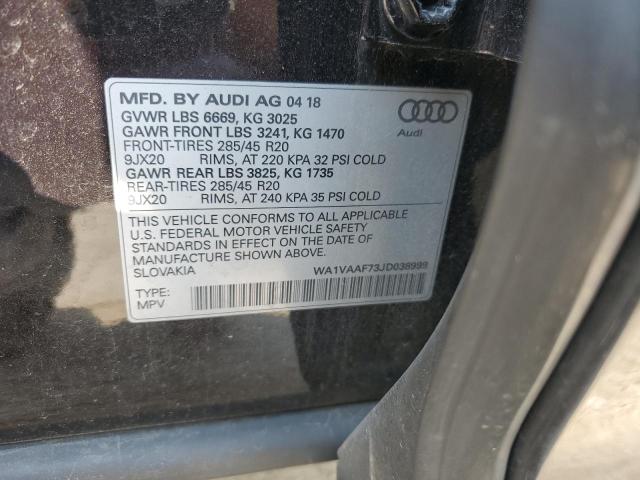 MFD. BY AUDI AG 04 18
GVWR LBS 6669, KG 3025
GAWR FRONT LBS 3241, KG 1470
FRONT-TIRES 285/45 R20
9JX20 RIMS, AT 220 KPA 32 PSI COLD
GAWR REAR LBS 3825, KG 1735
REAR-TIRES 285/45 R20
9JX20 RIMS, AT 240 KPA 35 PSI COLD
THIS VEHICLE CONFORMS TO ALL APPLICABLE
U.S. FEDERAL MOTOR VEHICLE SAFETY
STANDARDS IN EFFECT ON THE DATE OF
MANUFACTURE SHOWN ABOVE.
SLOVAKIA WA1VAAF73JD038999
TYPE:
MPV
Audi